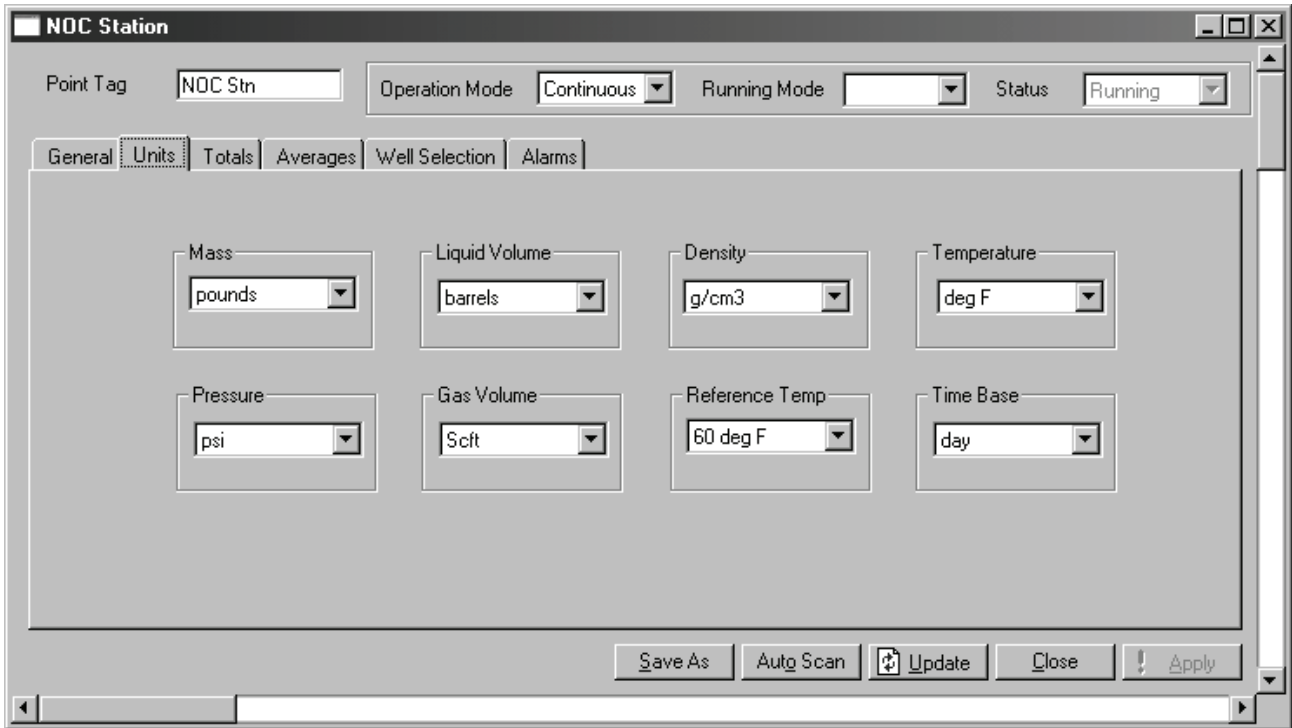 NOC Station
Point Tag NOC Stn Operation Mode Continuous Running Mode Status Running
General Units Totals Averages Well Selection Alarms
Mass Liquid Volume Density Temperature
pounds barrels g/cm3 deg F
Pressure Gas Volume Reference Temp Time Base
psi Scft 60 deg F day
Save As Auto Scan Update Close ! Apply